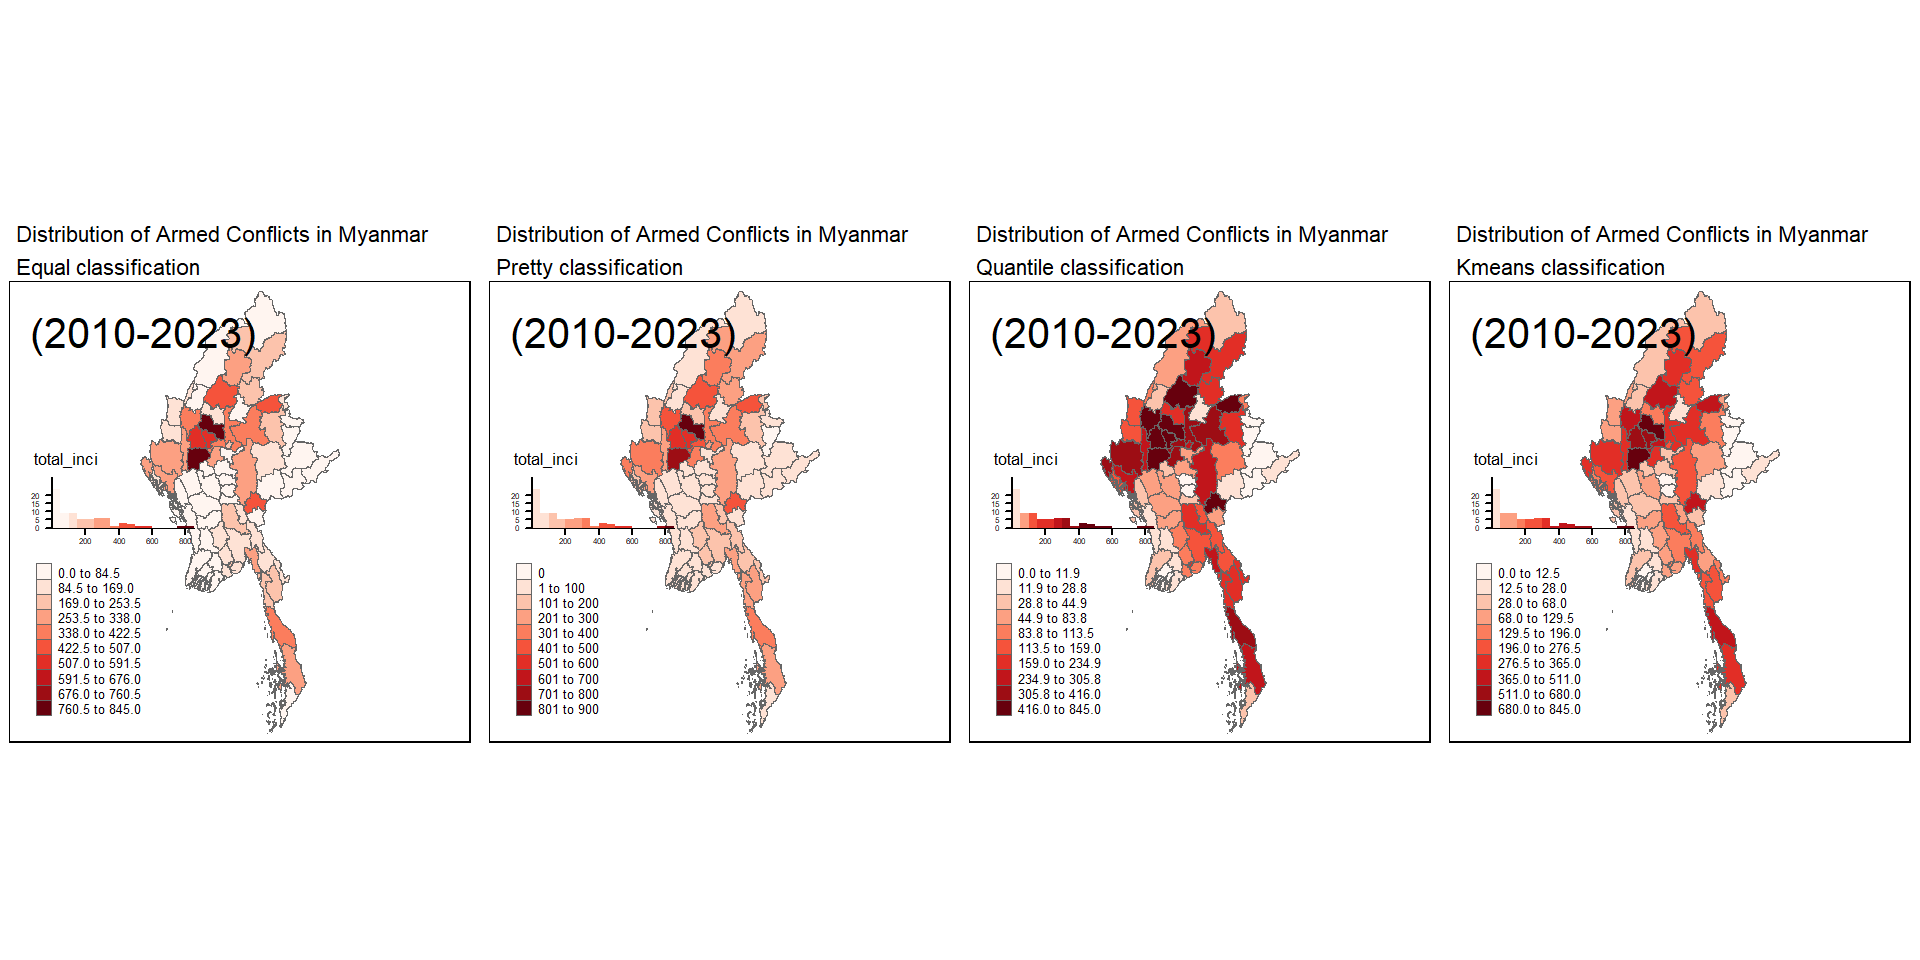 Distribution of Armed Conflicts in Myanmar
Equal classification
(2010-2023)
total_inci
20
15
10
5
0
200 400 600 800
0.0 to 84.5
84.5 to 169.0
169.0 to 253.5
253.5 to 338.0
338.0 to 422.5
422.5 to 507.0
507.0 to 591.5
591.5 to 676.0
676.0 to 760.5
760.5 to 845.0
Distribution of Armed Conflicts in Myanmar
Pretty classification
(2010-2023)
total_inci
20
15
10
5
0
200 400 600 800
0
1 to 100
101 to 200
201 to 300
301 to 400
401 to 500
501 to 600
601 to 700
701 to 800
801 to 900
Distribution of Armed Conflicts in Myanmar
Quantile classification
(2010-2023)
total_inci
20
15
10
5
0
200 400 600 800
0.0 to 11.9
11.9 to 28.8
28.8 to 44.9
44.9 to 83.8
83.8 to 113.5
113.5 to 159.0
159.0 to 234.9
234.9 to 305.8
305.8 to 416.0
416.0 to 845.0
Distribution of Armed Conflicts in Myanmar
Kmeans classification
(2010-2023)
total_inci
20
15
10
5
0
200 400 600 800
0.0 to 12.5
12.5 to 28.0
28.0 to 68.0
68.0 to 129.5
129.5 to 196.0
196.0 to 276.5
276.5 to 365.0
365.0 to 511.0
511.0 to 680.0
680.0 to 845.0